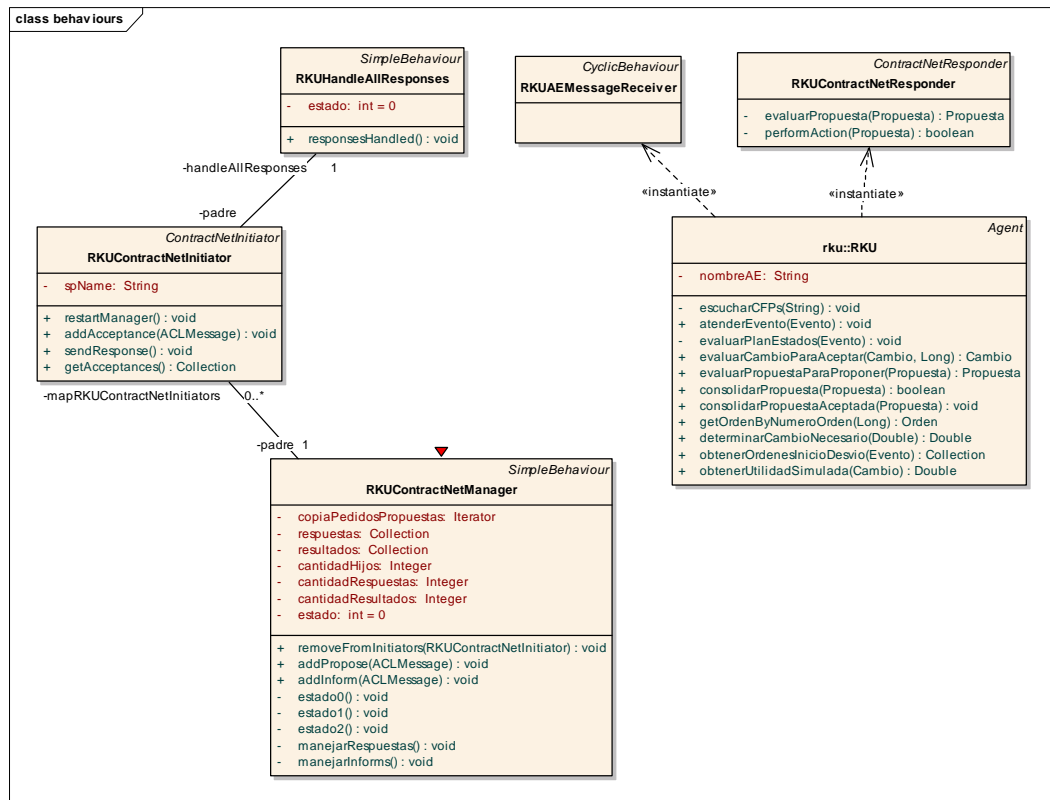 class behaviours
SimpleBehaviour
RKUHandleAllResponses
- estado: int = 0
+ responsesHandled() : void
CyclicBehaviour
RKUAEMessageReceiver
ContractNetResponder
RKUContractNetResponder
- evaluarPropuesta(Propuesta) : Propuesta
- performAction(Propuesta) : boolean
-handleAllResponses 1
-padre
«instantiate»
«instantiate»
ContractNetInitiator
RKUContractNetInitiator
- spName: String
+ restartManager() : void
+ addAcceptance(ACLMessage) : void
+ sendResponse() : void
+ getAcceptances() : Collection
Agent
rku::RKU
- nombreAE: String
- escucharCFPs(String) : void
+ atenderEvento(Evento) : void
- evaluarPlanEstados(Evento) : void
+ evaluarCambioParaAceptar(Cambio, Long) : Cambio
+ evaluarPropuestaParaProponer(Propuesta) : Propuesta
+ consolidarPropuesta(Propuesta) : boolean
+ consolidarPropuestaAceptada(Propuesta) : void
+ getOrdenByNumeroOrden(Long) : Orden
+ determinarCambioNecesario(Double) : Double
+ obtenerOrdenesInicioDesvio(Evento) : Collection
+ obtenerUtilidadSimulada(Cambio) : Double
-mapRKUContractNetInitiators 0..*
-padre 1
SimpleBehaviour
RKUContractNetManager
- copiaPedidosPropuestas: Iterator
- respuestas: Collection
- resultados: Collection
- cantidadHijos: Integer
- cantidadRespuestas: Integer
- cantidadResultados: Integer
- estado: int = 0
+ removeFromInitiators(RKUContractNetInitiator) : void
+ addPropose(ACLMessage) : void
+ addInform(ACLMessage) : void
- estado0() : void
- estado1() : void
- estado2() : void
- manejarRespuestas() : void
- manejarInforms() : void